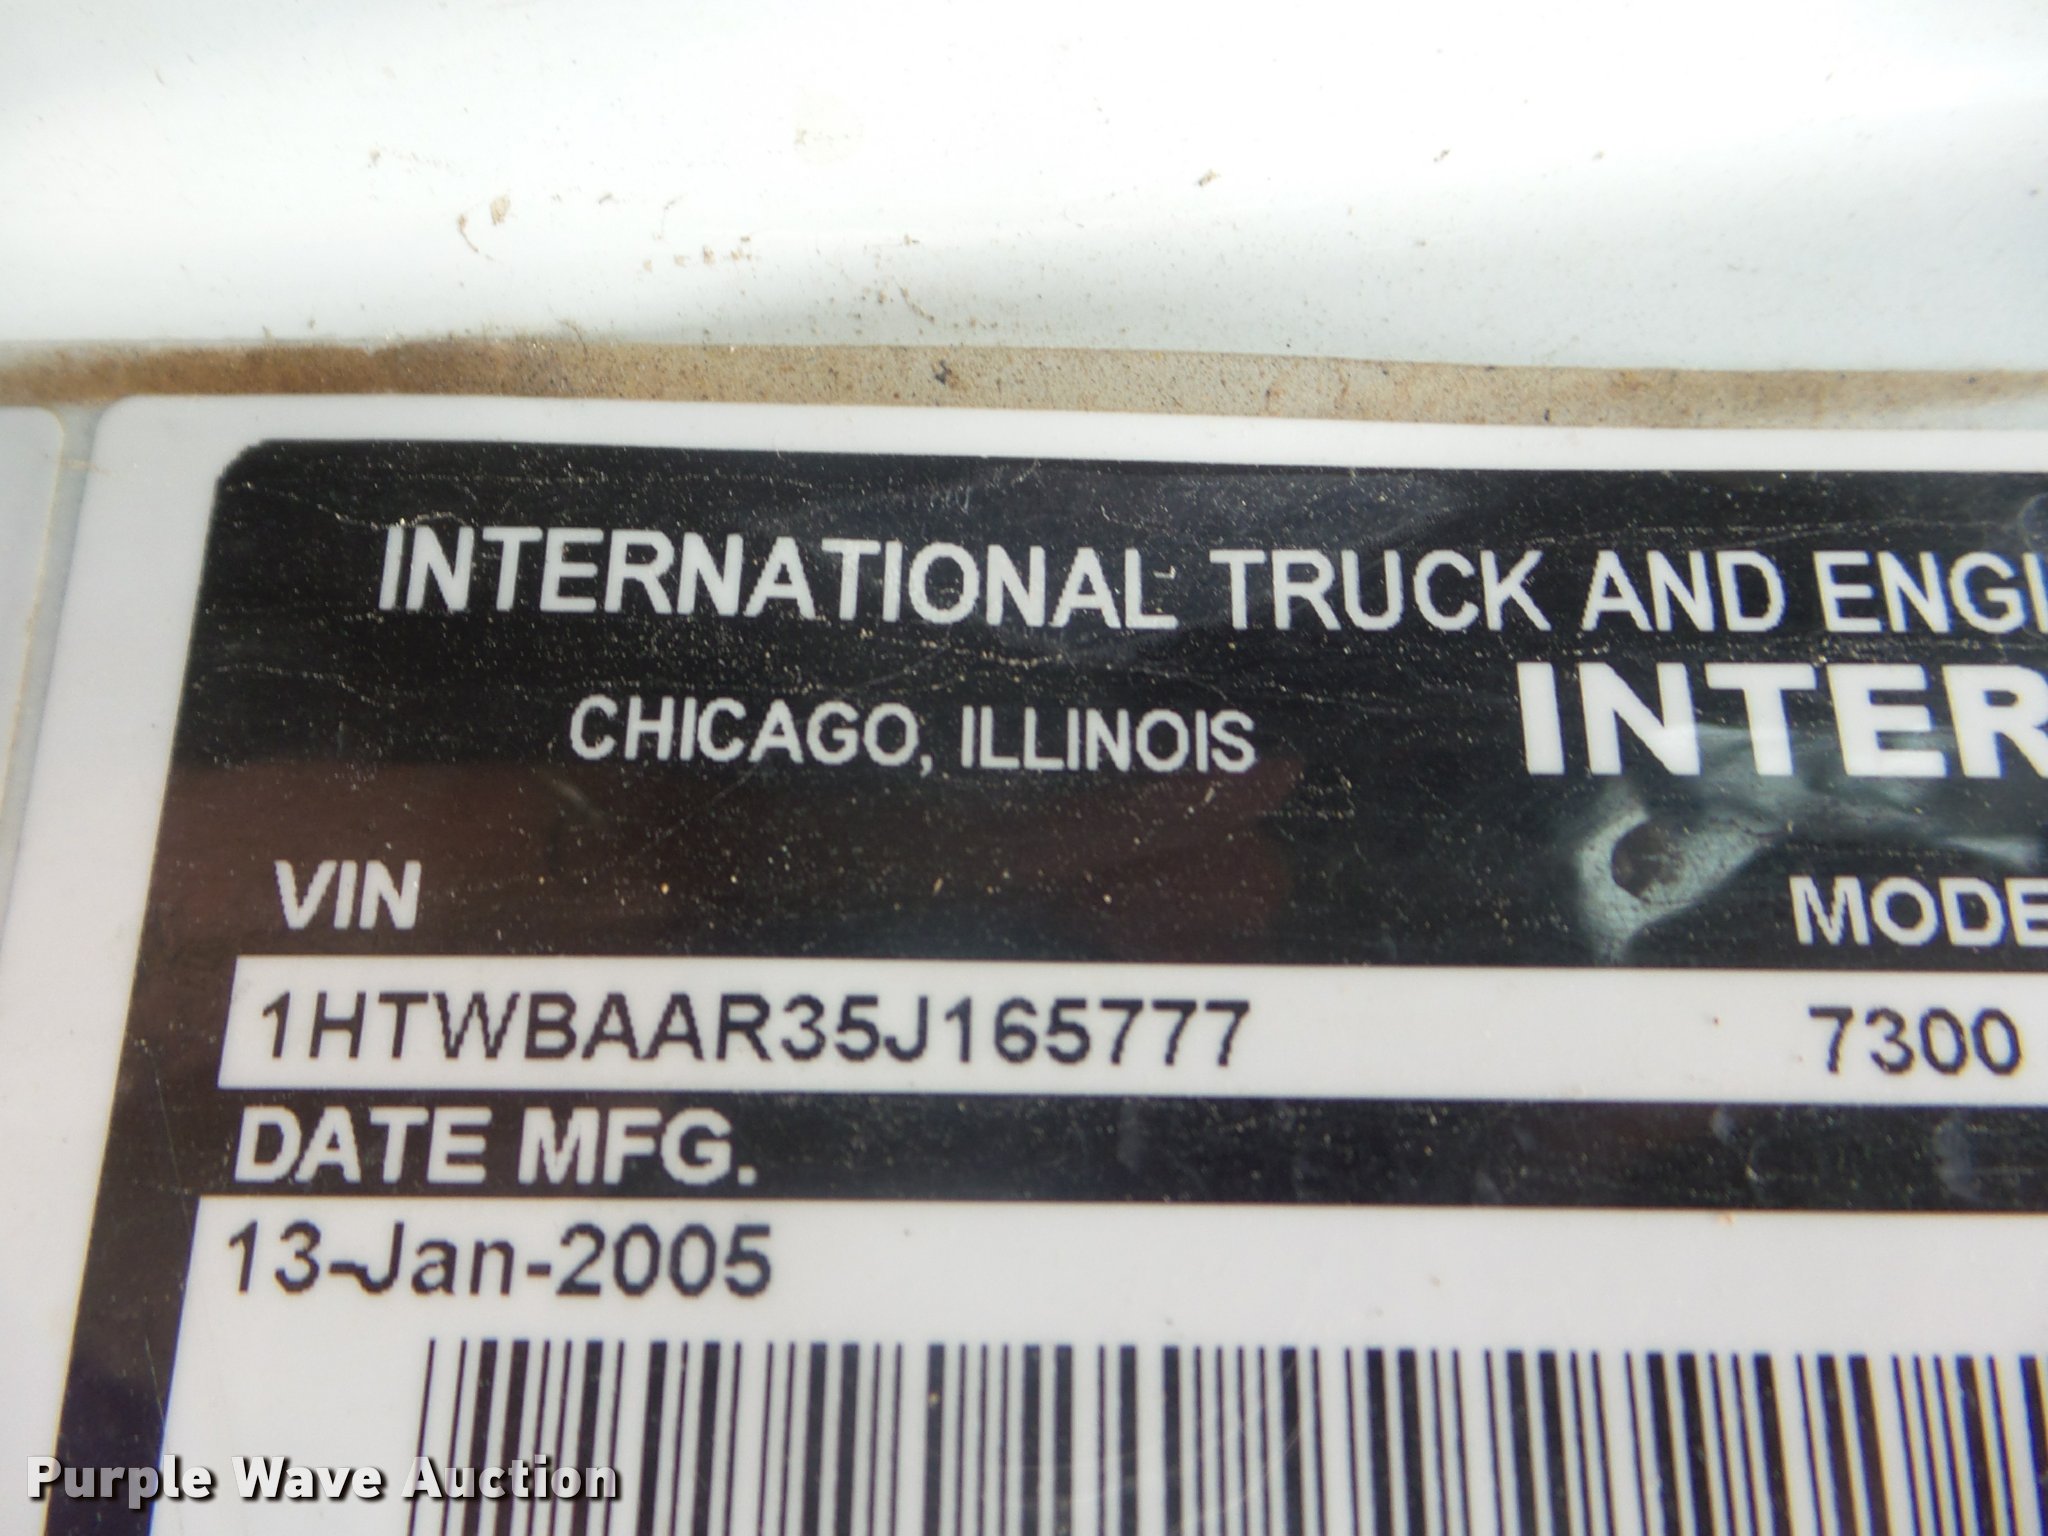 INTERNATIONAL TRUCK AND ENGI
CHICAGO, ILLINOIS
INTER
VIN
MODE
1HTWBAAR35J165777
7300
DATE MFG.
13-Jan-2005
Purple Wave Auction